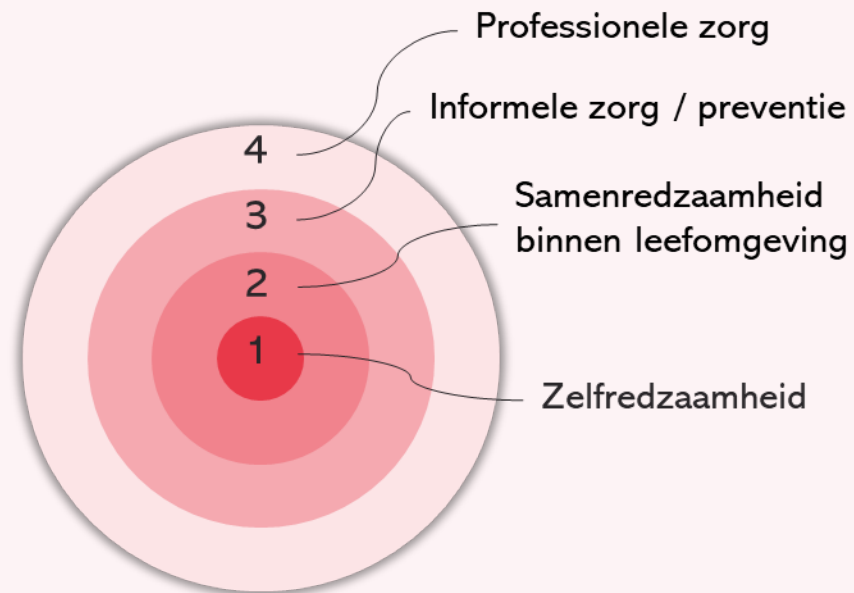 Professionele zorg
Informele zorg / preventie
Samenredzaamheid
binnen leefomgeving
Zelfredzaamheid
4
3
2
1